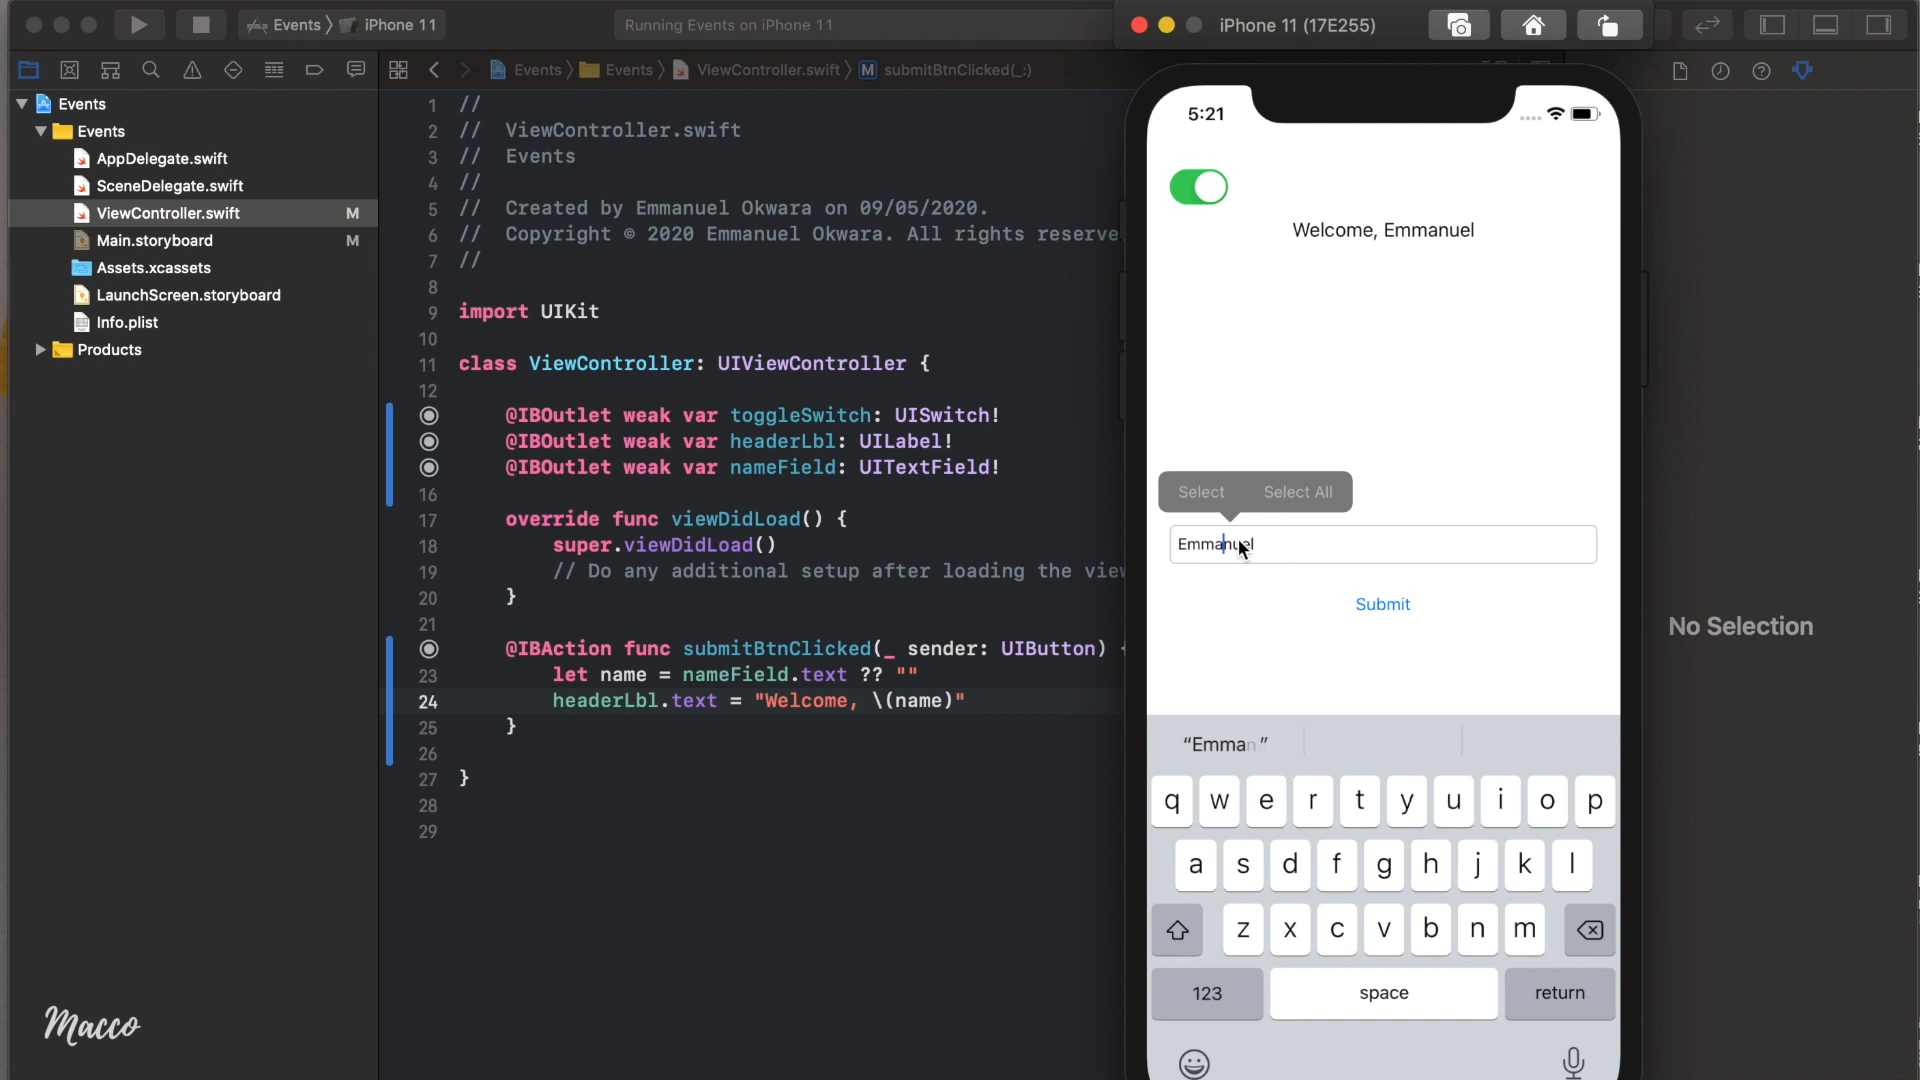 Events
iPhone 11
Running Events on iPhone 11
iPhone 11 (17E255)
Events
Events
ViewController.swift
M
submitBtnClicked(_:)
Events
Events
AppDelegate.swift
SceneDelegate.swift
ViewController.swift M
Main.storyboard M
Assets.xcassets
LaunchScreen.storyboard
Info.plist
Products
Macco
1 //
2 // ViewController.swift
3 // Events
4 //
5 // Created by Emmanuel Okwara on 09/05/2020.
6 // Copyright © 2020 Emmanuel Okwara. All rights reserve
7 //
8
9 import UIKit
10
11 class ViewController: UIViewController {
12
@IBOutlet weak var toggleSwitch: UISwitch!
@IBOutlet weak var headerLbl: UILabel!
@IBOutlet weak var nameField: UITextField!
16
17 override func viewDidLoad() {
18 super.viewDidLoad()
19 // Do any additional setup after loading the view
20 }
21
@IBAction func submitBtnClicked(_ sender: UIButton) {
23 let name = nameField.text ?? ""
24 headerLbl.text = "Welcome, \(name)"
25 }
26
27 }
28
29
5:21
Welcome, Emmanuel
Select Select All
Emmanuel
Submit
“Emman”
q w e r t y u i o p
a s d f g h j k l
z x c v b n m
123 space return
No Selection